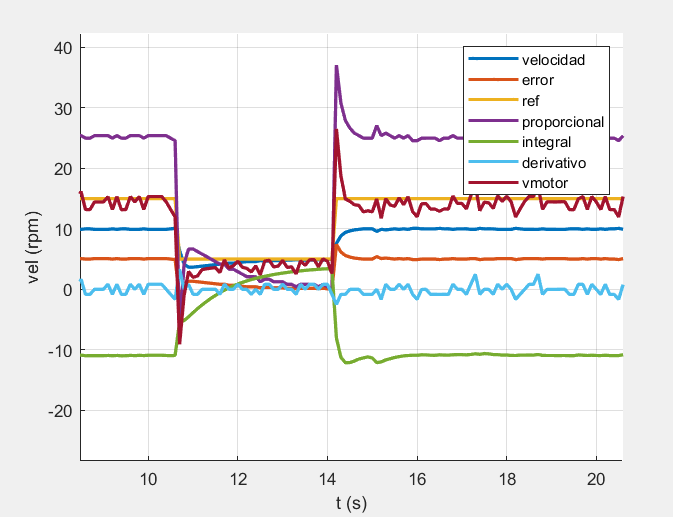 40
30
20
10
0
-10
-20
vel (rpm)
10
12
14
16
18
20
t (s)
velocidad
error
ref
proporcional
integral
derivativo
vmotor